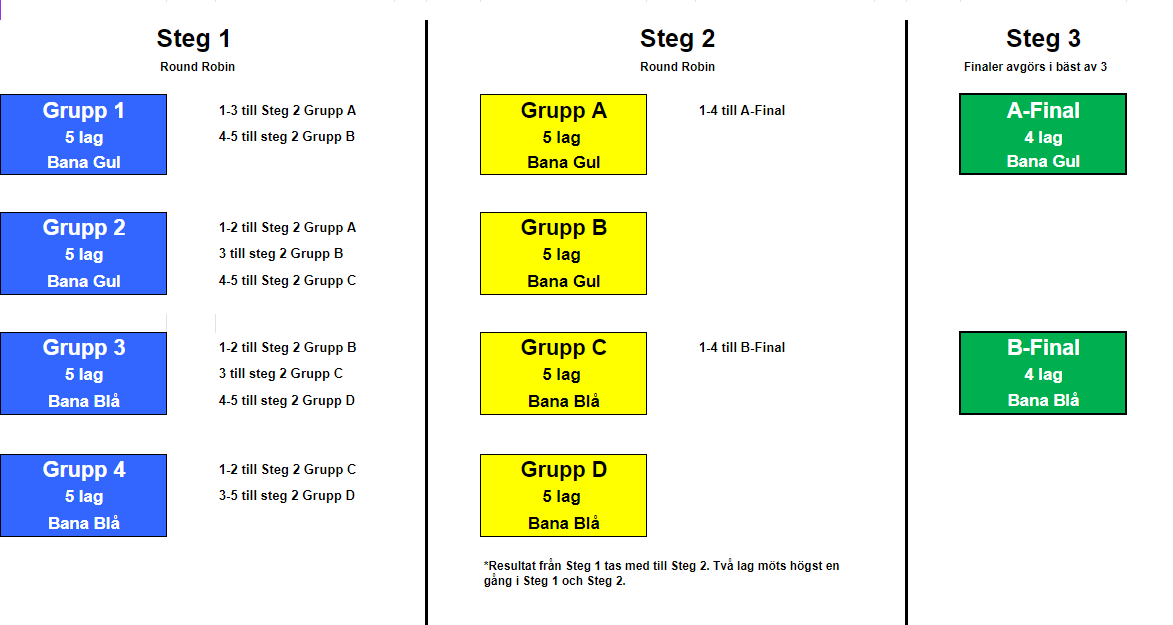 Steg 1
Round Robin
Grupp 1
5 lag
Bana Gul
1-3 till Steg 2 Grupp A
4-5 till steg 2 Grupp B
Grupp 2
5 lag
Bana Gul
1-2 till Steg 2 Grupp A
3 till steg 2 Grupp B
4-5 till steg 2 Grupp C
Grupp 3
5 lag
Bana Blå
1-2 till Steg 2 Grupp B
3 till steg 2 Grupp C
4-5 till steg 2 Grupp D
Grupp 4
5 lag
Bana Blå
1-2 till Steg 2 Grupp C
3-5 till steg 2 Grupp D
Steg 2
Round Robin
Grupp A
5 lag
Bana Gul
1-4 till A-Final
Grupp B
5 lag
Bana Gul
Grupp C
5 lag
Bana Blå
1-4 till B-Final
Grupp D
5 lag
Bana Blå
*Resultat från Steg 1 tas med till Steg 2. Två lag möts högst en
gång i Steg 1 och Steg 2.
Steg 3
Finaler avgörs i bäst av 3
A-Final
4 lag
Bana Gul
B-Final
4 lag
Bana Blå